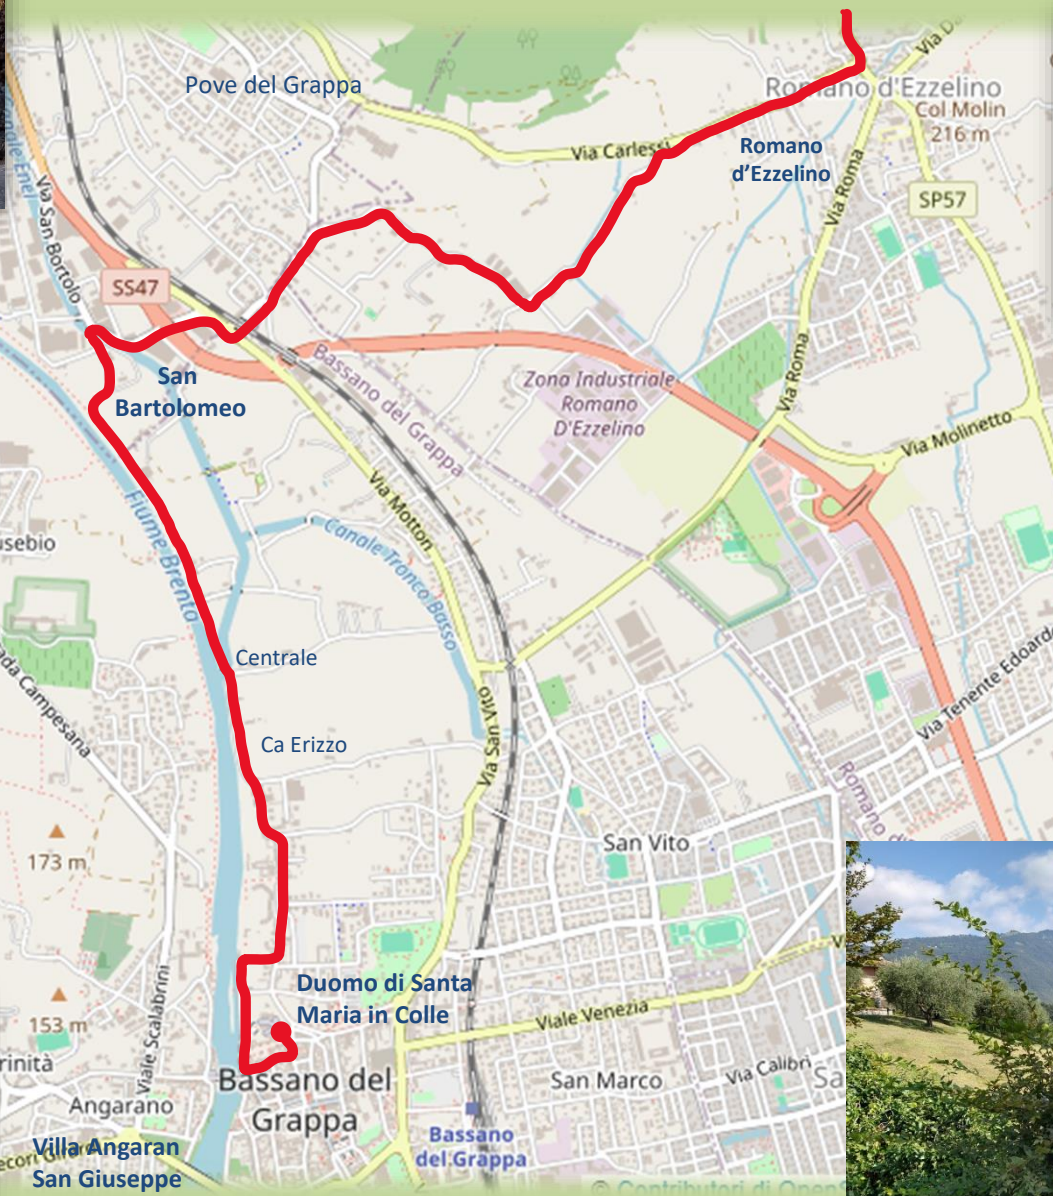 Pove del Grappa
Romano d'Ezzelino
Col Molin
216 m
Via Carlessi
Romano
d'Ezzelino
Via Roma
SP57
Via San Bortolo
SS47
San
Bartolomeo
Bassano del Grappa
Zona Industriale
Romano
D'Ezzelino
Via Roma
Via Molinetto
Via Motton
Fiume Brenta
Canale Tronco Basso
Centrale
Ca Erizzo
Via San Vito
Via Tenente Edoardo
San Vito
173 m
Duomo di Santa
Maria in Colle
153 m
Viale Scalabrini
Viale Venezia
Bassano del
Grappa
San Marco
Via Calibri
Angarano
Bassano
del Grappa
Villa Angaran
San Giuseppe